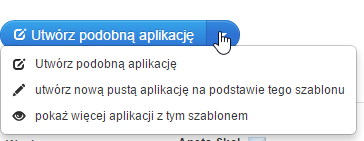 Utwórz podobną aplikację
Utwórz podobną aplikację
utwórz nową pustą aplikację na podstawie tego szablonu
pokaż więcej aplikacji z tym szablonem